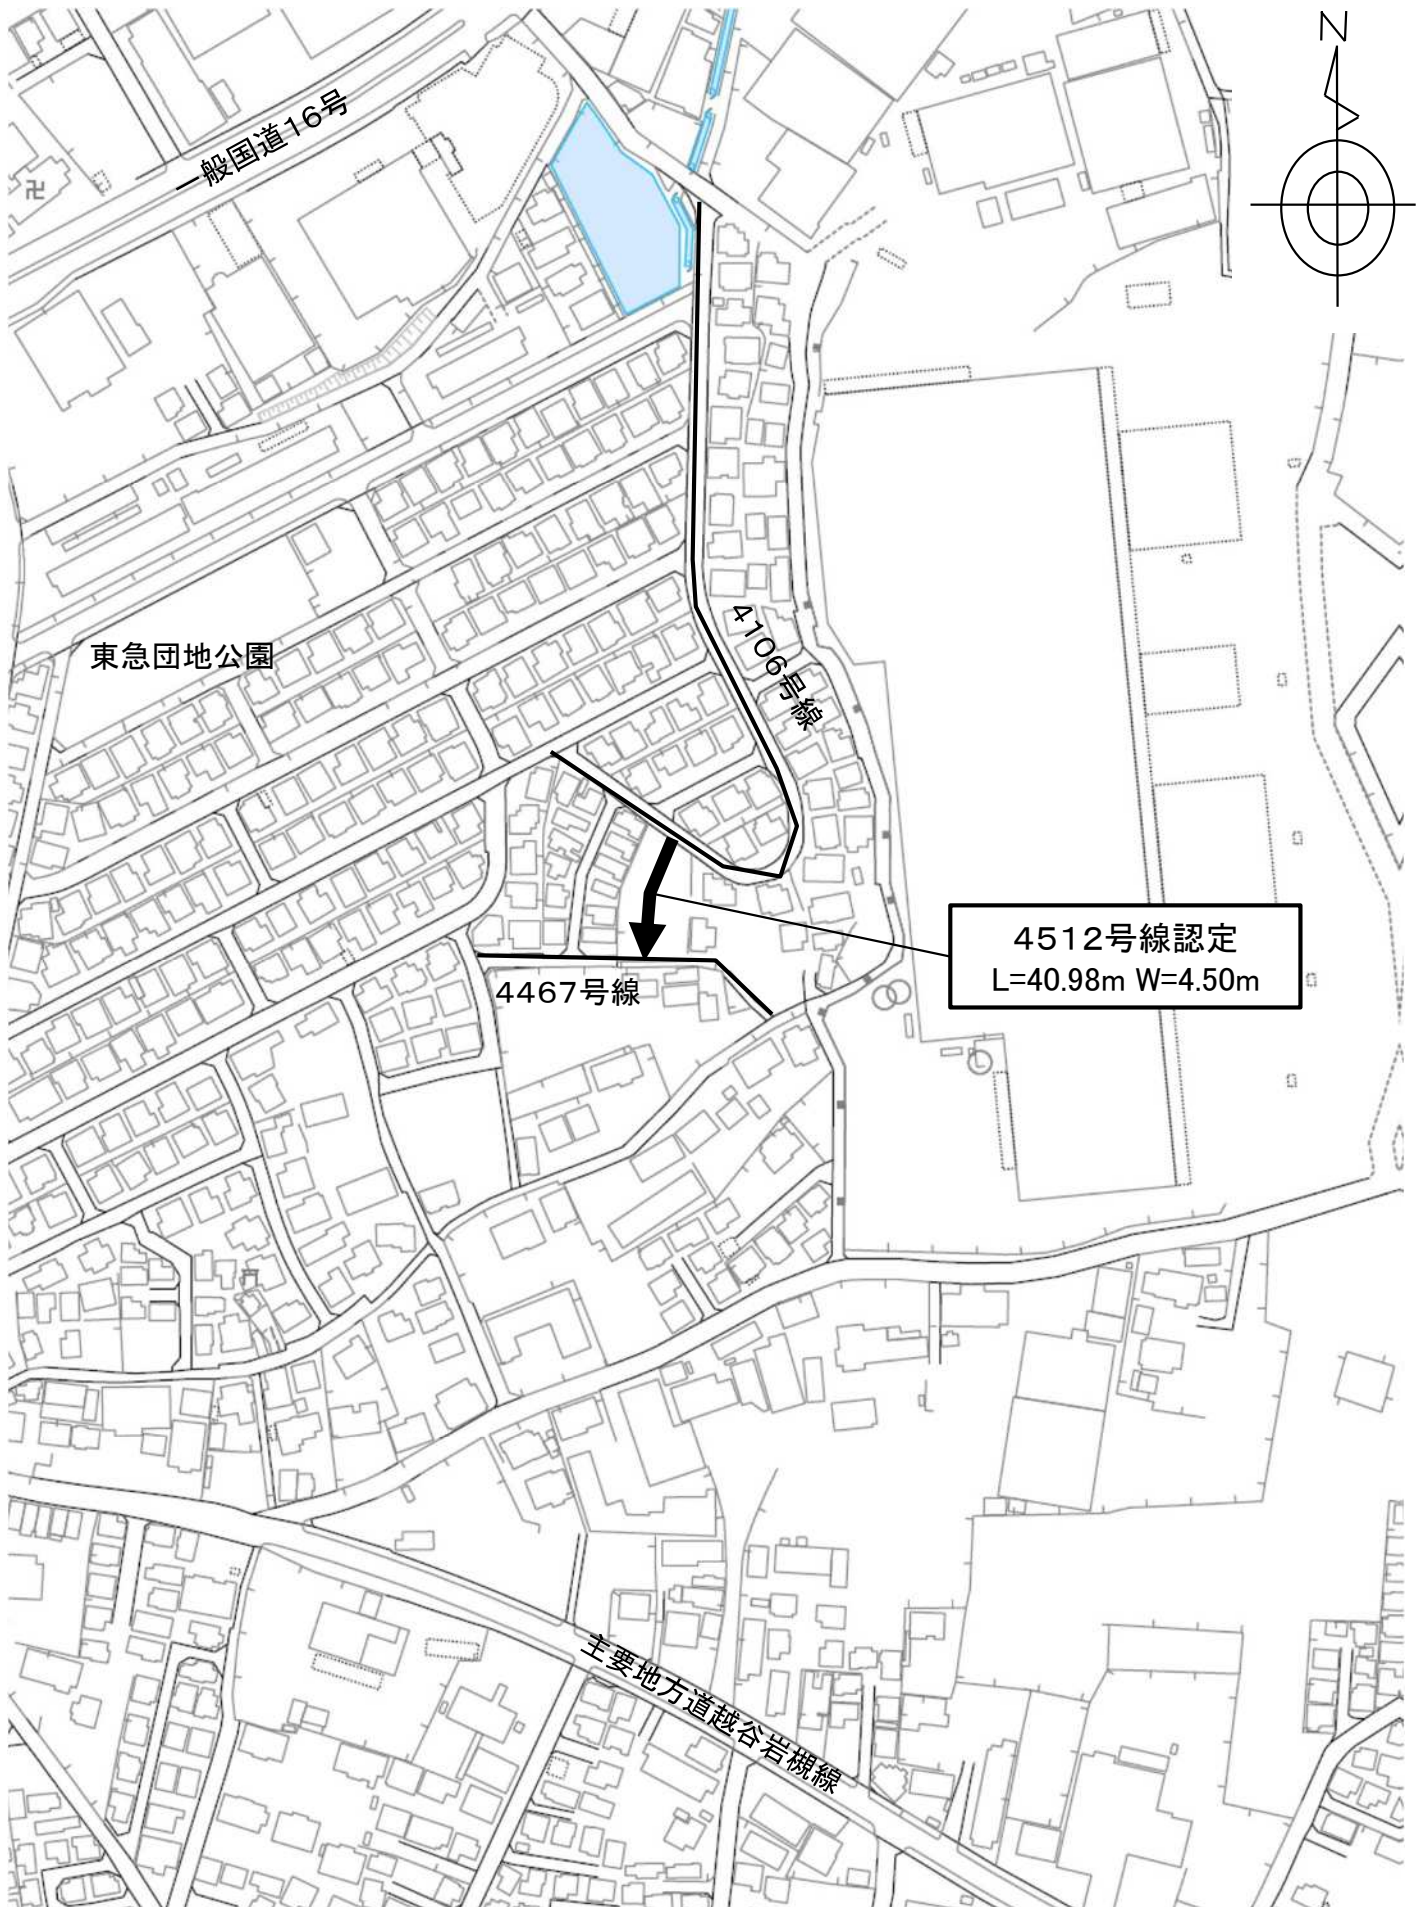 N
一般国道16号
卍
東急団地公園
4106号線
4512号線認定
L=40.98m W=4.50m
4467号線
主要地方道越谷岩槻線